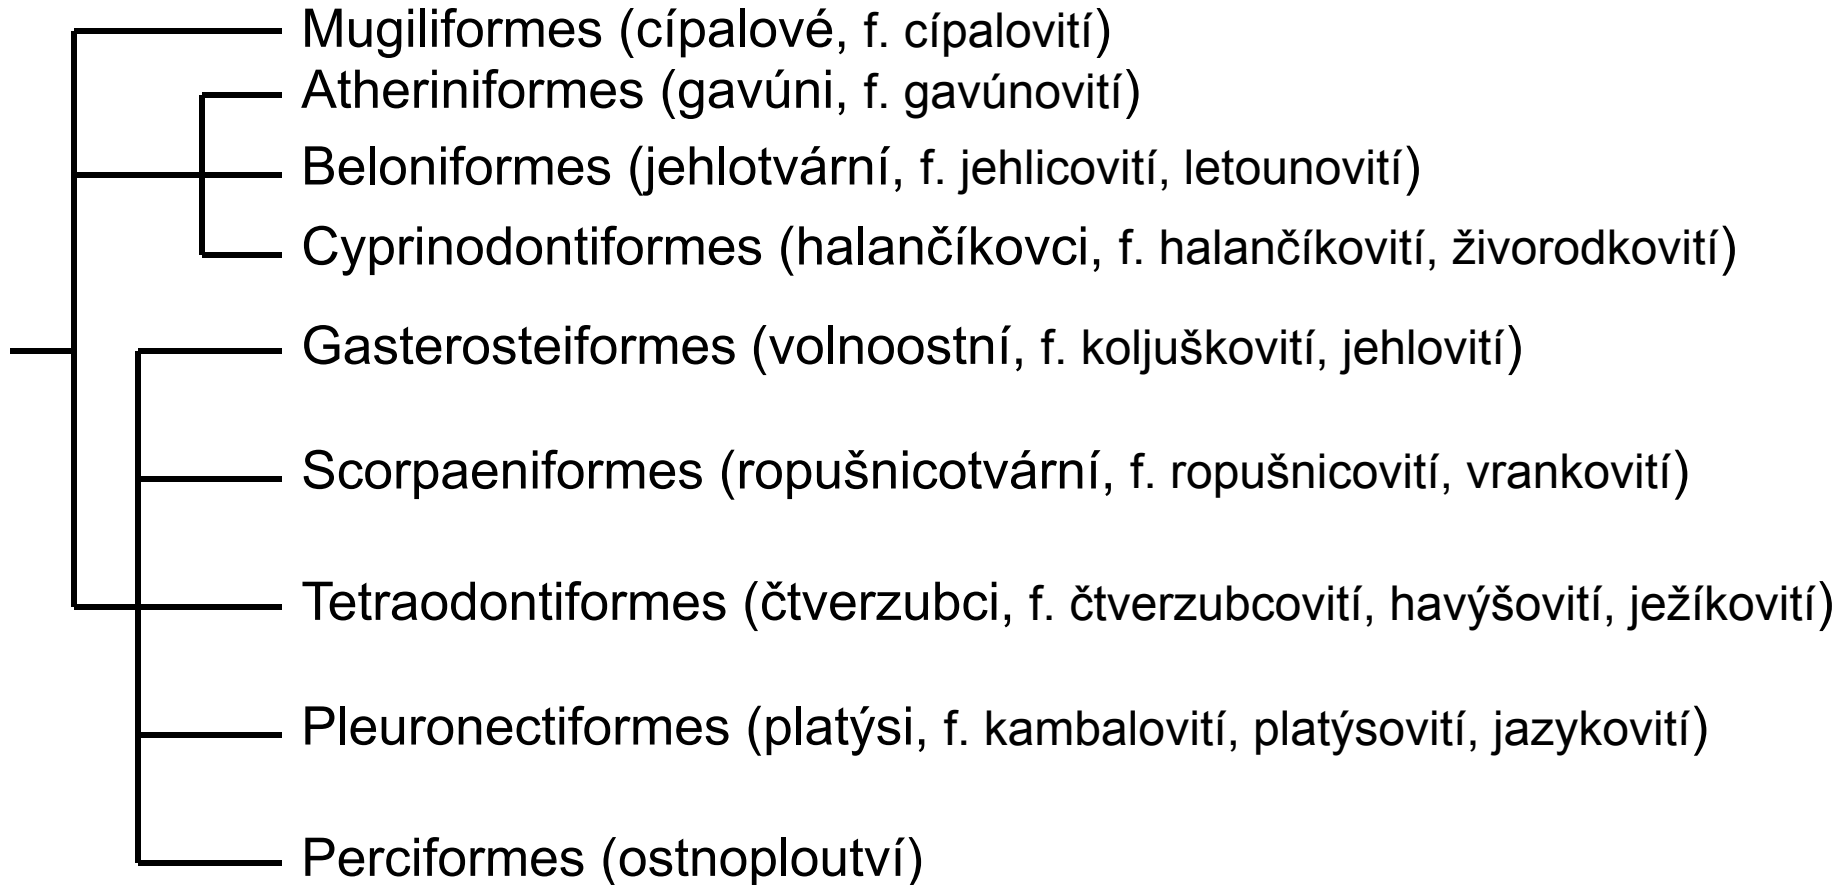 Mugiliformes (cípalové, f. cípalovití)
Atheriniformes (gavúni, f. gavúnovití)
Beloniformes (jehlotvární, f. jehlicovití, letounovití)
Cyprinodontiformes (halančíkovci, f. halančíkovití, živorodkovití)
Gasterosteiformes (volnoostní, f. koljuškovití, jehlovití)
Scorpaeniformes (ropušnicotvární, f. ropušnicovití, vrankovití)
Tetraodontiformes (čtverzubci, f. čtverzubcovití, havýšovití, ježíkovití)
Pleuronectiformes (platýsi, f. kambalovití, platýsovití, jazykovití)
Perciformes (ostnoploutví)